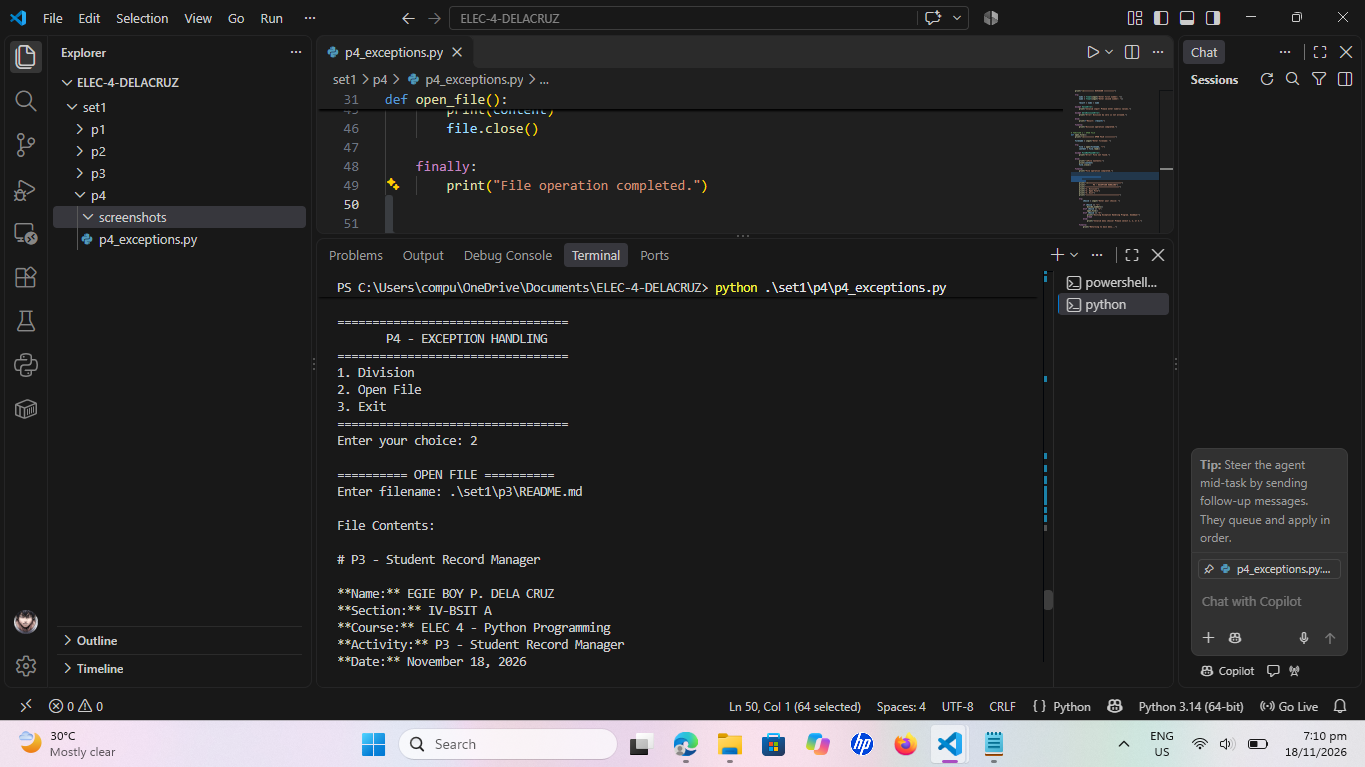 File Edit Selection View Go Run ···
ELEC-4-DELACRUZ
Explorer
ELEC-4-DELACRUZ
set1
p1
p2
p3
p4
screenshots
p4_exceptions.py
Outline
Timeline
p4_exceptions.py
set1 > p4 > p4_exceptions.py > ...
31 def open_file():
45 print(content)
46 file.close()
47
48 finally:
49 print("File operation completed.")
50
51
Problems Output Debug Console Terminal Ports
PS C:\Users\compu\OneDrive\Documents\ELEC-4-DELACRUZ> python .\set1\p4\p4_exceptions.py
=================================
P4 - EXCEPTION HANDLING
=================================
1. Division
2. Open File
3. Exit
=================================
Enter your choice: 2
========== OPEN FILE ==========
Enter filename: .\set1\p3\README.md
File Contents:
# P3 - Student Record Manager
**Name:** EGIE BOY P. DELA CRUZ
**Section:** IV-BSIT A
**Course:** ELEC 4 - Python Programming
**Activity:** P3 - Student Record Manager
**Date:** November 18, 2026
powershell...
python
Chat
Sessions
Tip: Steer the agent
mid-task by sending
follow-up messages.
They queue and apply in
order.
p4_exceptions.py:...
Chat with Copilot
Copilot
0 0
Ln 50, Col 1 (64 selected) Spaces: 4 UTF-8 CRLF { } Python Python 3.14 (64-bit) Go Live
30°C
Mostly clear
Search
hp
ENG
US
7:10 pm
18/11/2026